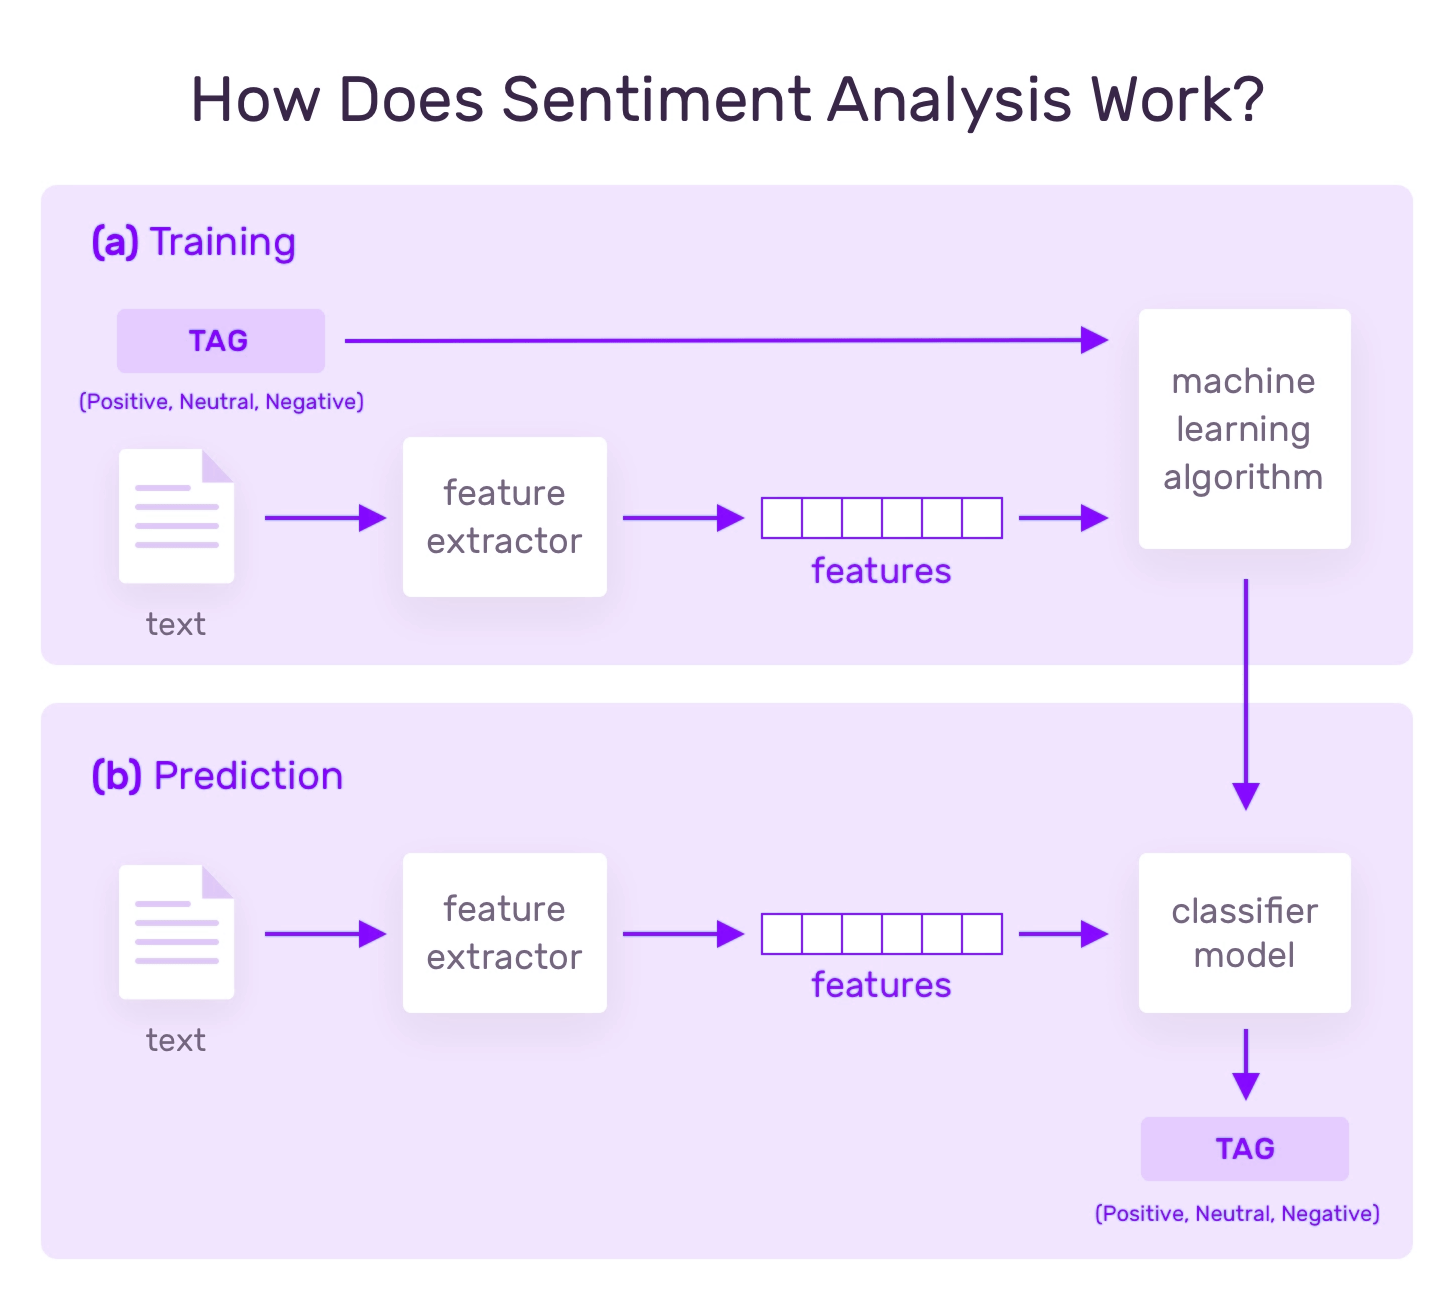 How Does Sentiment Analysis Work?
(a) Training
TAG
(Positive, Neutral, Negative)
text
feature
extractor
features
machine
learning
algorithm
(b) Prediction
text
feature
extractor
features
classifier
model
TAG
(Positive, Neutral, Negative)